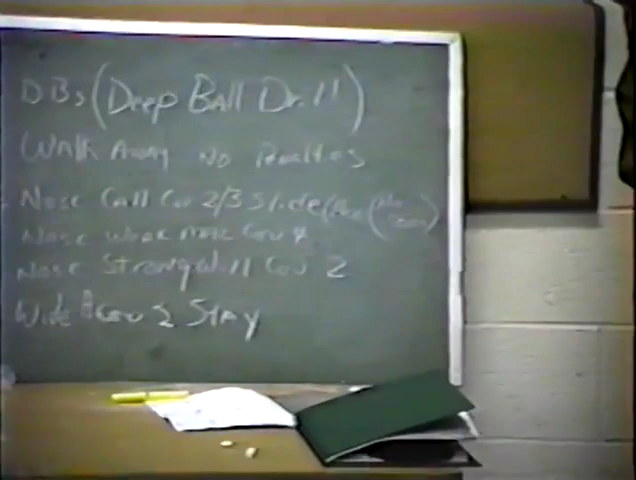 DBs (Deep Ball Drill)
Walk Away No Penalties
Nose Call Cov 2/3 Slide
Nose Weak Cov 4
Nose Strong Will Cov 2
Wide Cov 2 Stay